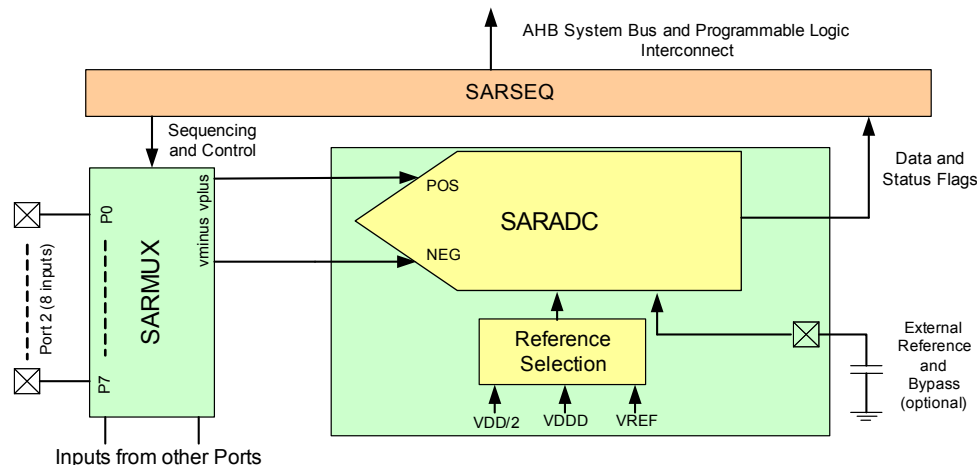 AHB System Bus and Programmable Logic
Interconnect
SARSEQ
Sequencing
and Control
Data and
Status Flags
vminus vplus
P0
POS
SARMUX
SARADC
Port 2 (8 inputs)
NEG
P7
Reference
Selection
External
Reference
and
Bypass
(optional)
VDD/2
VDDD
VREF
Inputs from other Ports